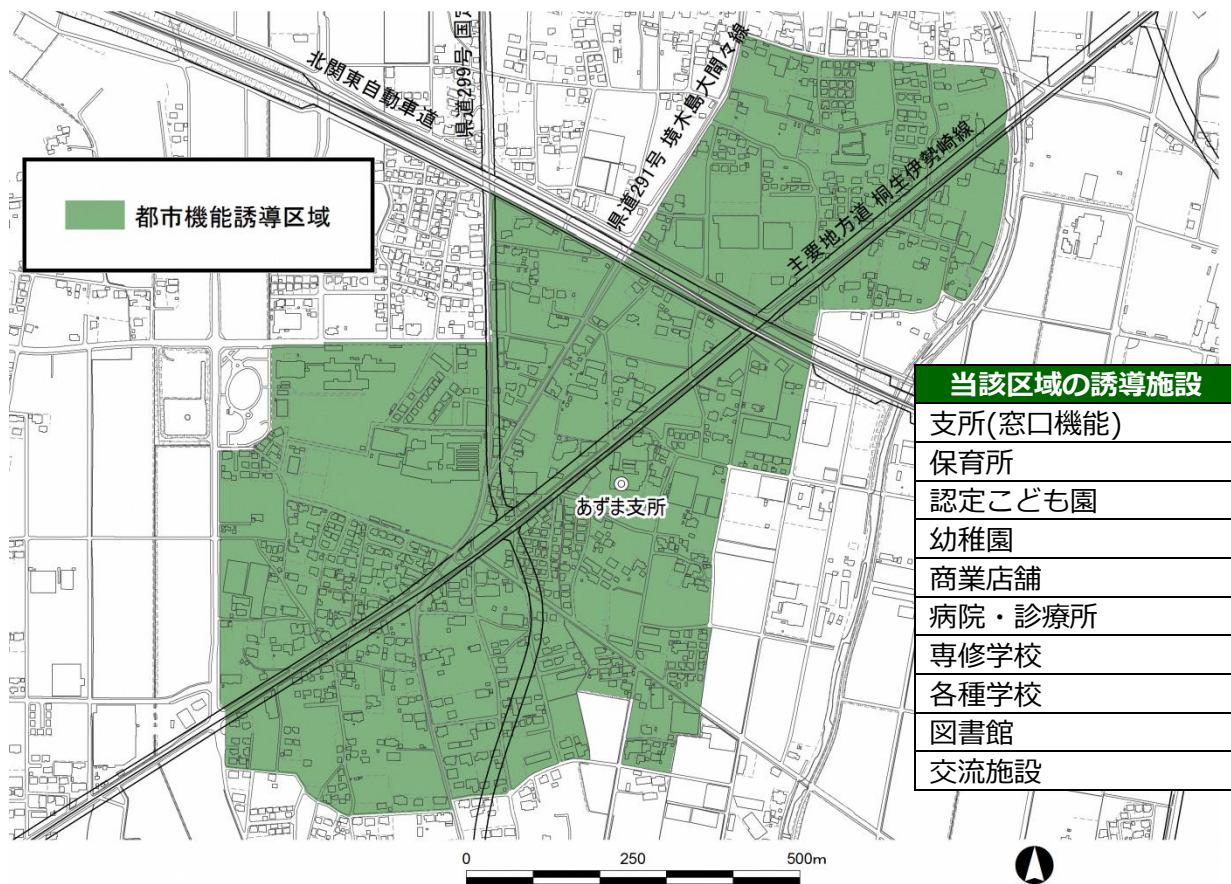 北関東自動車道
県道299号 国定
県道291号 境木島大間々線
主要地方道 桐生伊勢崎線
都市機能誘導区域
あずま支所
当該区域の誘導施設
支所(窓口機能)
保育所
認定こども園
幼稚園
商業店舗
病院・診療所
専修学校
各種学校
図書館
交流施設
0 250 500m